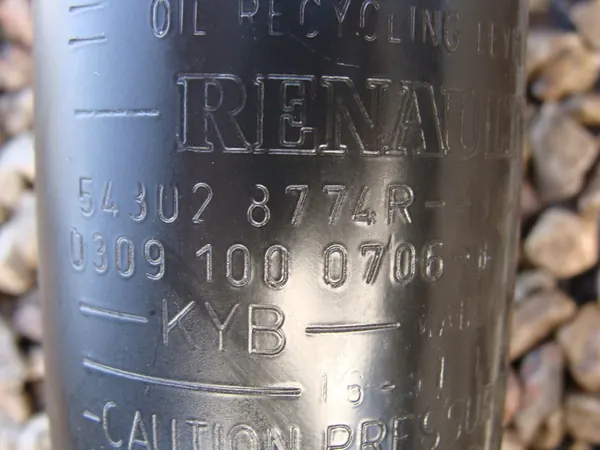 OIL RECYCLING
RENAULT
54302 8774R--
0309 100 0706-
— KYB —
-CAUTION PRESSU